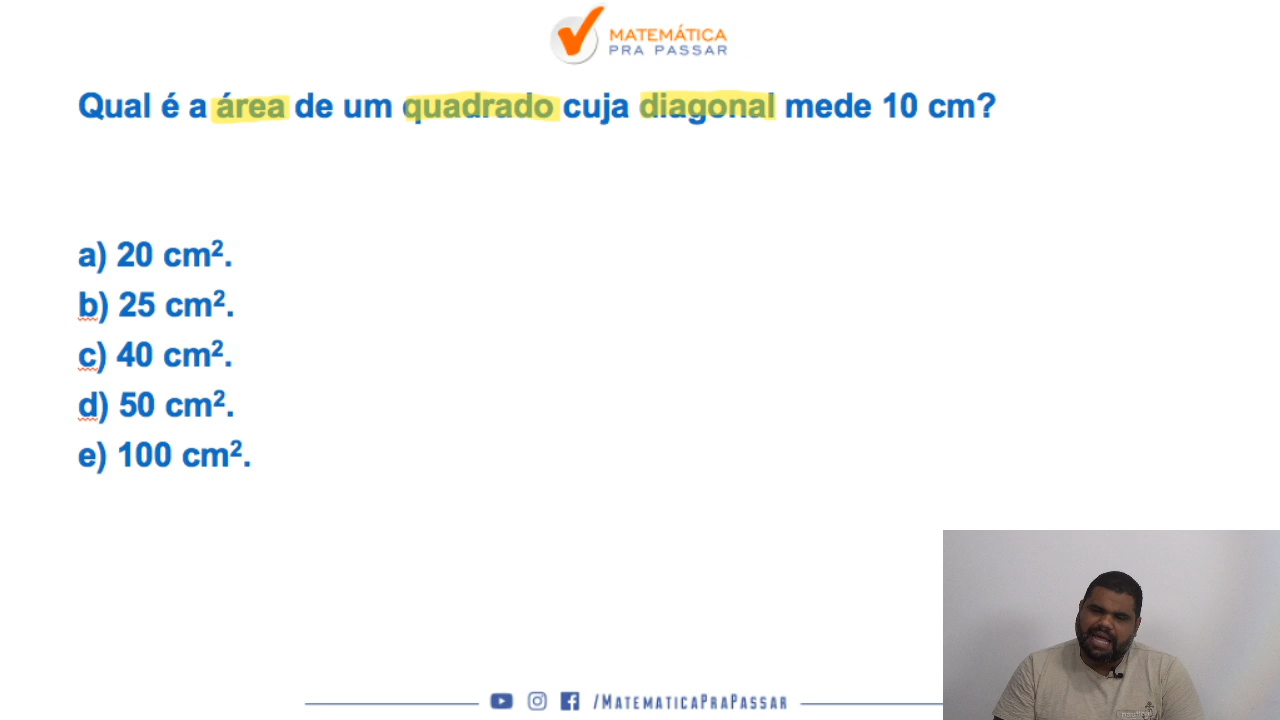 MATEMÁTICA
PRA PASSAR
Qual é a área de um quadrado cuja diagonal mede 10 cm?
a) 20 cm².
b) 25 cm².
c) 40 cm².
d) 50 cm².
e) 100 cm².
/MATEMATICAPRAPASSAR